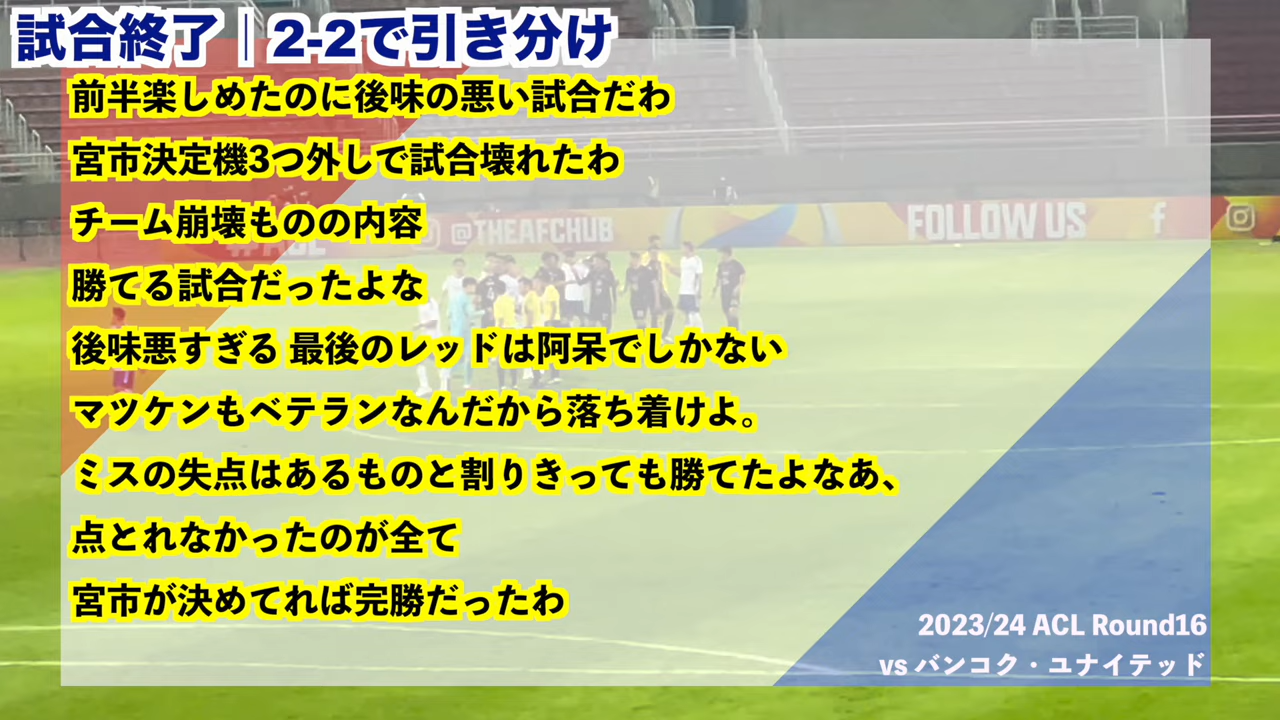 試合終了｜2-2で引き分け
前半楽しめたのに後味の悪い試合だわ
宮市決定機3つ外しで試合壊れたわ
チーム崩壊ものの内容
勝てる試合だったよな
後味悪すぎる 最後のレッドは阿呆でしかない
マツケンもベテランなんだから落ち着けよ。
ミスの失点はあるものと割りきっても勝てたよなあ、
点とれなかったのが全て
宮市が決めてれば完勝だったわ
@THEAFCHUB
FOLLOW US
#ACL
2023/24 ACL Round16
vs バンコク・ユナイテッド